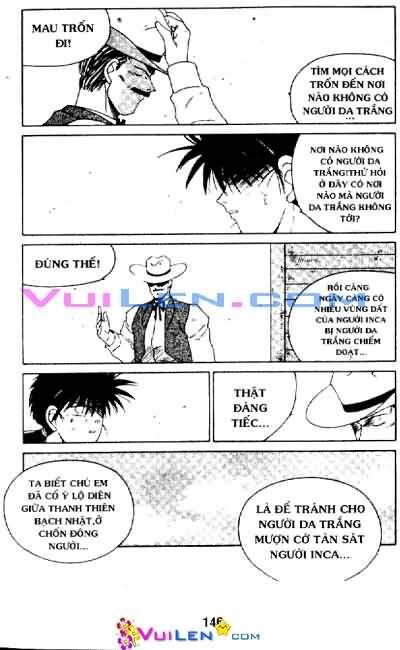 MAU TRỐN
ĐI!
TÌM MỌI CÁCH
TRỐN ĐẾN NƠI
NÀO KHÔNG CÓ
NGƯỜI DA TRẮNG
...
NƠI NÀO KHÔNG
CÓ NGƯỜI DA
TRẮNG!THỬ HỎI
Ở ĐÂY CÓ NƠI
NÀO MÀ NGƯỜI
DA TRẮNG KHÔNG
TỚI?
ĐÚNG THẾ!
RỒI CÀNG
NGÀY CÀNG CÓ
NHIỀU VÙNG ĐẤT
CỦA NGƯỜI INCA
BỊ NGƯỜI DA
TRẮNG CHIẾM
ĐOẠT...
VUILEN.COM
THẬT
ĐÁNG
TIẾC...
TA BIẾT CHÚ EM
ĐÃ CỐ Ý LỘ DIỆN
GIỮA THANH THIÊN
BẠCH NHẬT,Ở
CHỐN ĐÔNG
NGƯỜI...
LÀ ĐỂ TRÁNH CHO
NGƯỜI DA TRẮNG
MƯỢN CỚ TÀN SÁT
NGƯỜI INCA...
146
VUILEN.COM